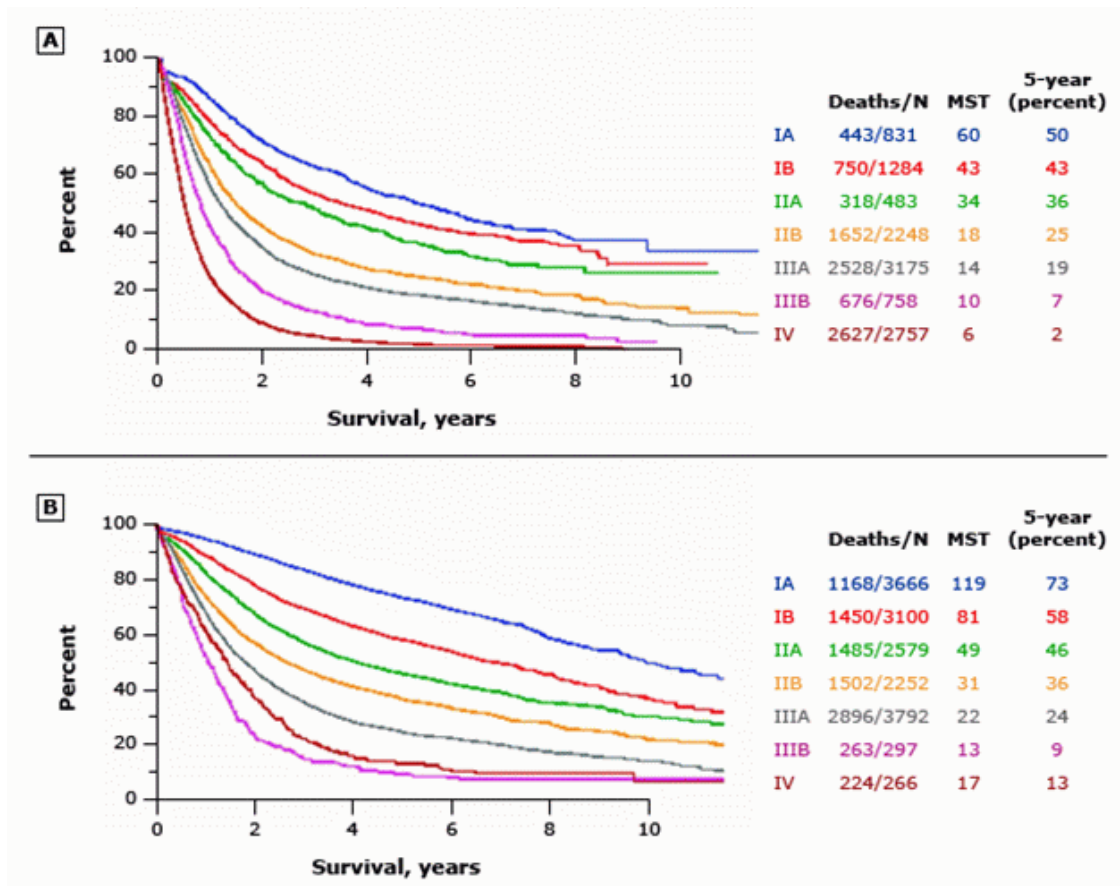 A
100
80
60
40
20
0
Percent
0 2 4 6 8 10
Survival, years
5-year
Deaths/N MST (percent)
IA 443/831 60 50
IB 750/1284 43 43
IIA 318/483 34 36
IIB 1652/2248 18 25
IIIA 2528/3175 14 19
IIIB 676/758 10 7
IV 2627/2757 6 2
B
100
80
60
40
20
0
Percent
0 2 4 6 8 10
Survival, years
5-year
Deaths/N MST (percent)
IA 1168/3666 119 73
IB 1450/3100 81 58
IIA 1485/2579 49 46
IIB 1502/2252 31 36
IIIA 2896/3792 22 24
IIIB 263/297 13 9
IV 224/266 17 13